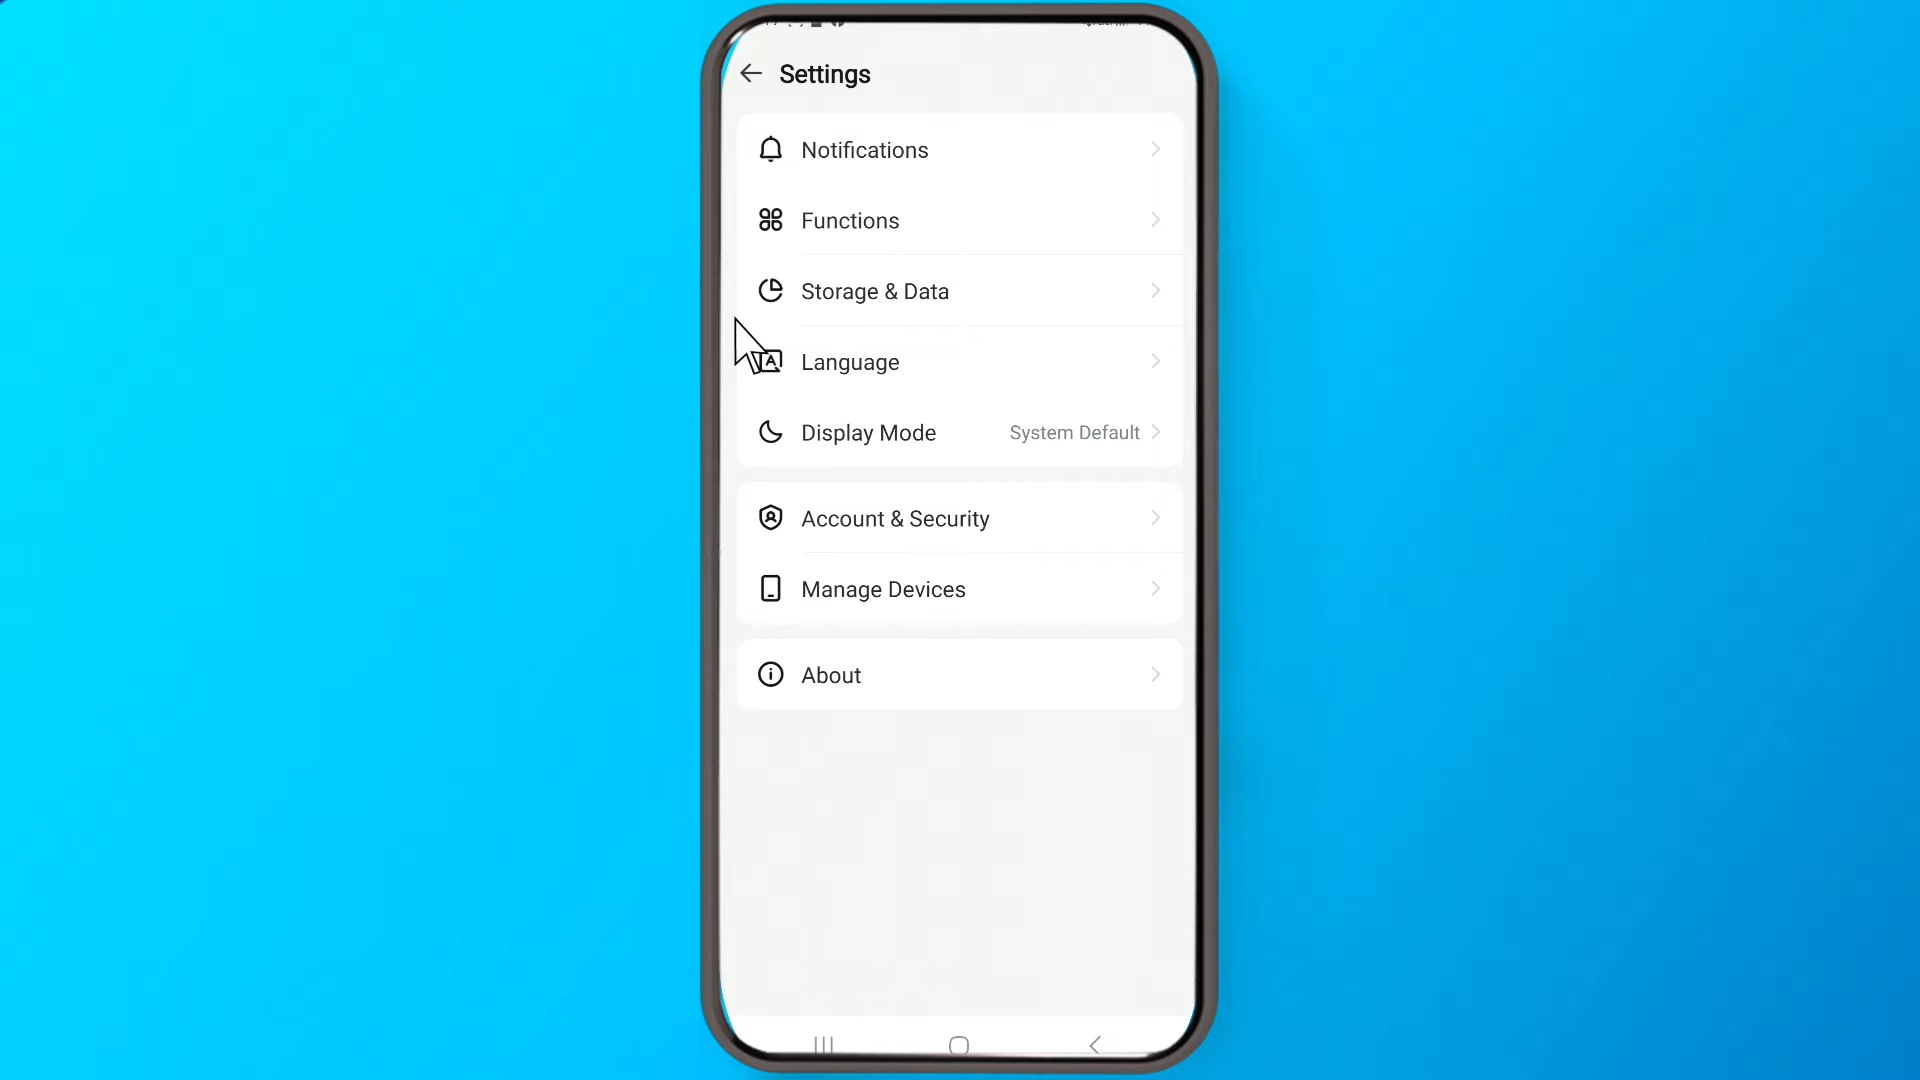 Settings
Notifications
Functions
Storage & Data
Language
Display Mode System Default
Account & Security
Manage Devices
About